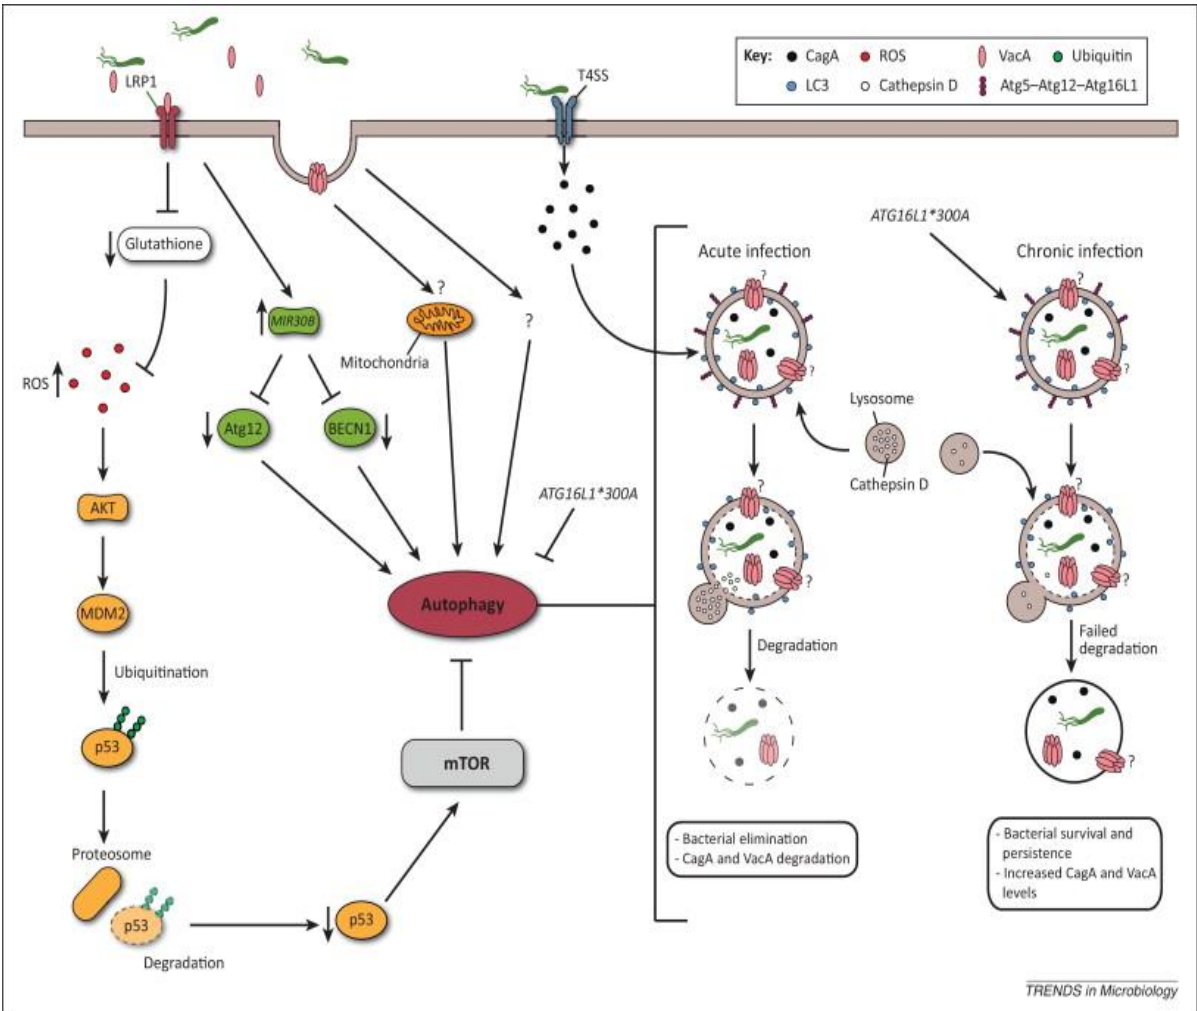 Key: CagA ROS VacA Ubiquitin
LC3 Cathepsin D Atg5–Atg12–Atg16L1
LRP1
T4SS
Glutathione
MIR30B
?
Mitochondria
?
ROS
Atg12
BECN1
AKT
MDM2
Ubiquitination
p53
Proteosome
p53
Degradation
p53
mTOR
Autophagy
ATG16L1*300A
ATG16L1*300A
Acute infection
?
?
Lysosome
Cathepsin D
?
?
Degradation
- Bacterial elimination
- CagA and VacA degradation
Chronic infection
?
?
?
?
Failed
degradation
?
- Bacterial survival and
persistence
- Increased CagA and VacA
levels
TRENDS in Microbiology